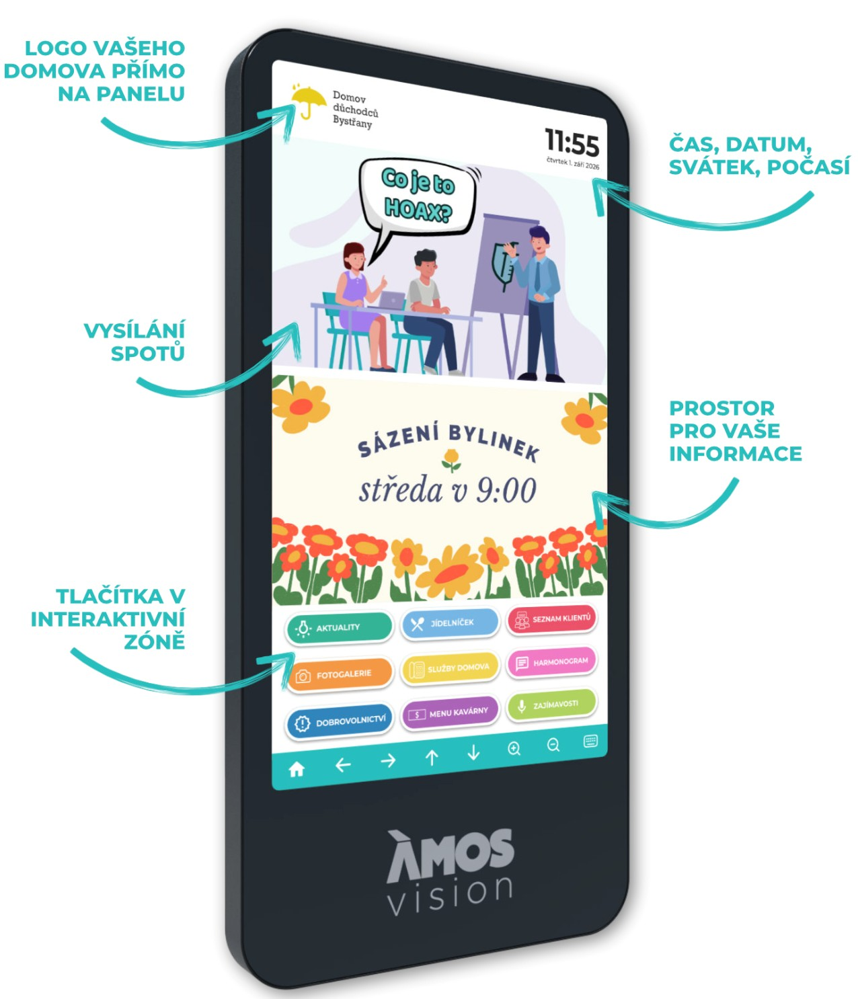 LOGO VAŠEHO
DOMOVA PŘÍMO
NA PANELU
Domov
důchodců
Bystřany
11:55
čtvrtek 1. září 2026
ČAS, DATUM,
SVÁTEK, POČASÍ
Co je to
HOAX?
VYSÍLÁNÍ
SPOTŮ
PROSTOR
PRO VAŠE
INFORMACE
SÁZENÍ BYLINEK
středa v 9:00
TLAČÍTKA V
INTERAKTIVNÍ
ZÓNĚ
AKTUALITY
JÍDELNÍČEK
SEZNAM KLIENTŮ
FOTOGALERIE
SLUŽBY DOMOVA
HARMONOGRAM
DOBROVOLNICTVÍ
$ MENU KAVÁRNY
ZAJÍMAVOSTI
ÀMOS
vision